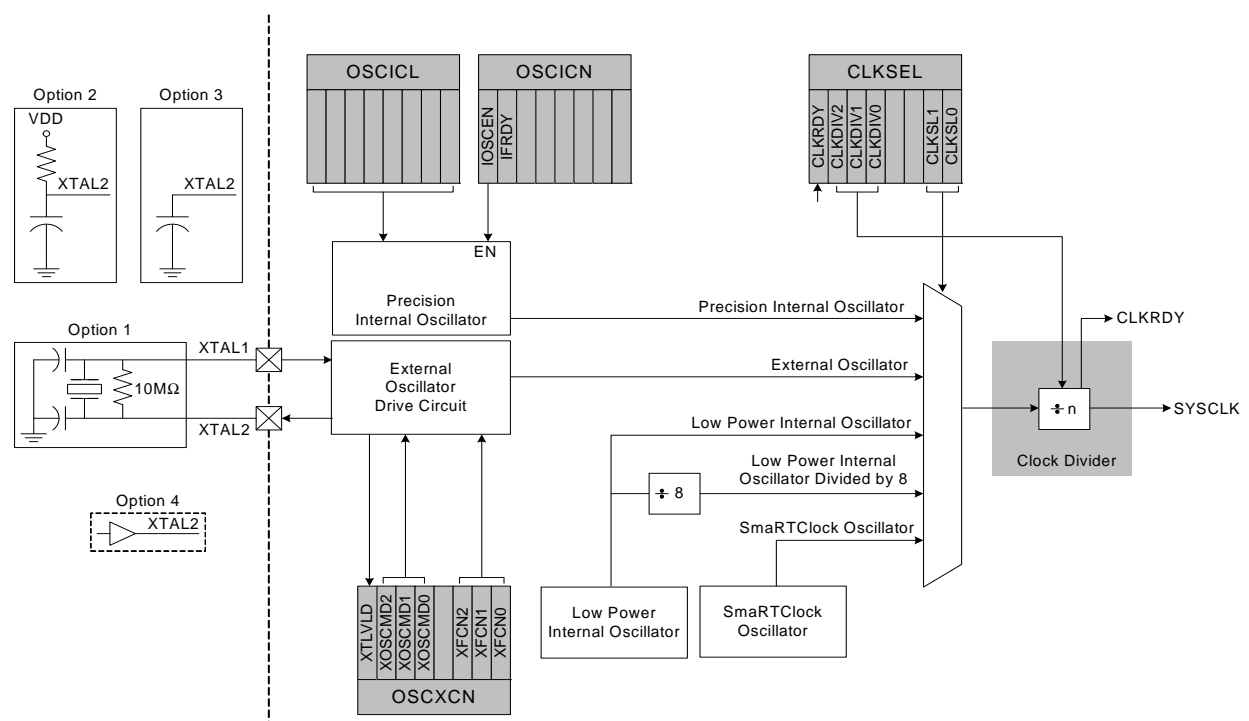 OSCICL
OSCICN
IOSCEN
IFRDY
CLKSEL
CLKRDY
CLKDIV2
CLKDIV1
CLKDIV0
CLKSL1
CLKSL0
Option 2
VDD
XTAL2
Option 3
XTAL2
EN
Precision
Internal Oscillator
Precision Internal Oscillator
Option 1
10MΩ
XTAL1
XTAL2
External
Oscillator
Drive Circuit
External Oscillator
CLKRDY
÷ n
SYSCLK
Clock Divider
Low Power Internal Oscillator
Low Power Internal
Oscillator Divided by 8
÷ 8
SmaRTClock Oscillator
Option 4
XTAL2
Low Power
Internal Oscillator
SmaRTClock
Oscillator
XTLVLD
XOSCMD2
XOSCMD1
XOSCMD0
XFCN2
XFCN1
XFCN0
OSCXCN